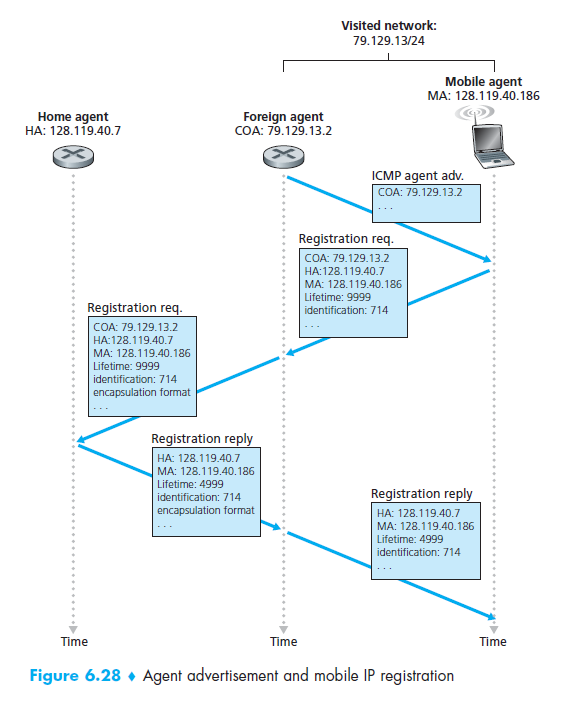 Visited network:
79.129.13/24
Mobile agent
MA: 128.119.40.186
Home agent
HA: 128.119.40.7
Foreign agent
COA: 79.129.13.2
ICMP agent adv.
COA: 79.129.13.2
. . .
Registration req.
COA: 79.129.13.2
HA:128.119.40.7
MA: 128.119.40.186
Lifetime: 9999
identification: 714
. . .
Registration req.
COA: 79.129.13.2
HA:128.119.40.7
MA: 128.119.40.186
Lifetime: 9999
identification: 714
encapsulation format
. . .
Registration reply
HA: 128.119.40.7
MA: 128.119.40.186
Lifetime: 4999
identification: 714
encapsulation format
. . .
Registration reply
HA: 128.119.40.7
MA: 128.119.40.186
Lifetime: 4999
identification: 714
. . .
Time
Time
Time
Figure 6.28 ♦ Agent advertisement and mobile IP registration